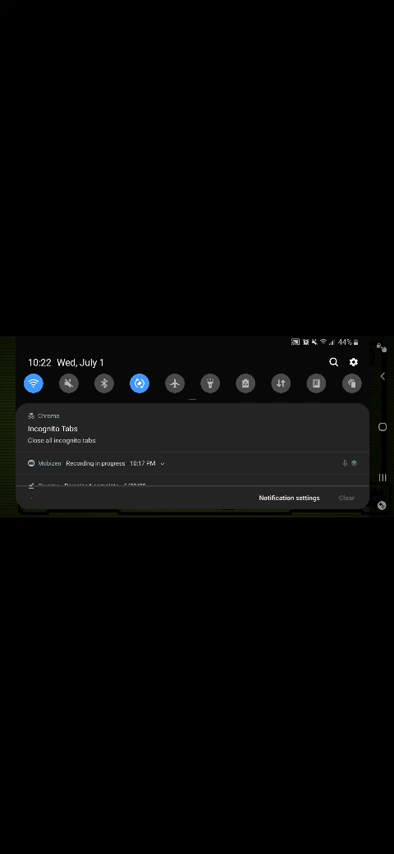 44%
10:22 Wed, July 1
Chrome
Incognito Tabs
Close all incognito tabs
Mobizen Recording in progress 10:17 PM
Notification settings Clear